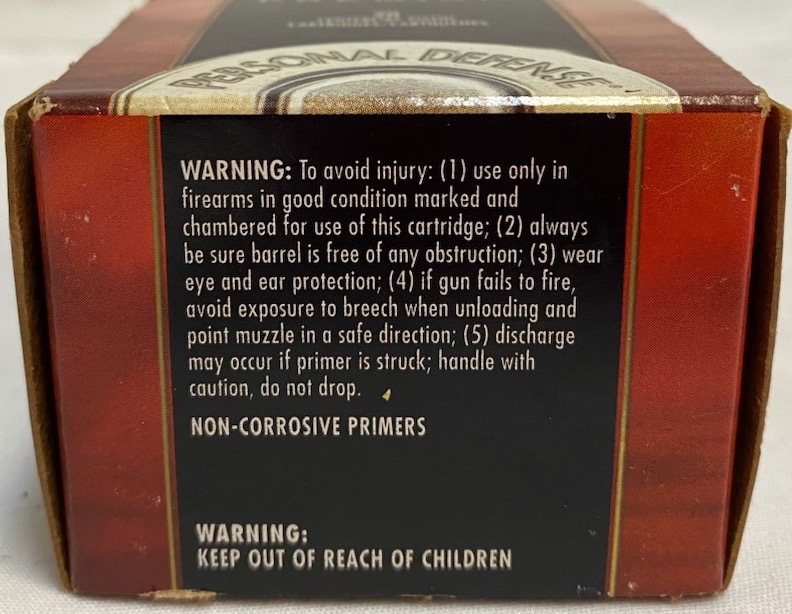 PERSONAL DEFENSE®
WARNING: To avoid injury: (1) use only in
firearms in good condition marked and
chambered for use of this cartridge; (2) always
be sure barrel is free of any obstruction; (3) wear
eye and ear protection; (4) if gun fails to fire,
avoid exposure to breech when unloading and
point muzzle in a safe direction; (5) discharge
may occur if primer is struck; handle with
caution, do not drop.
NON-CORROSIVE PRIMERS
WARNING:
KEEP OUT OF REACH OF CHILDREN